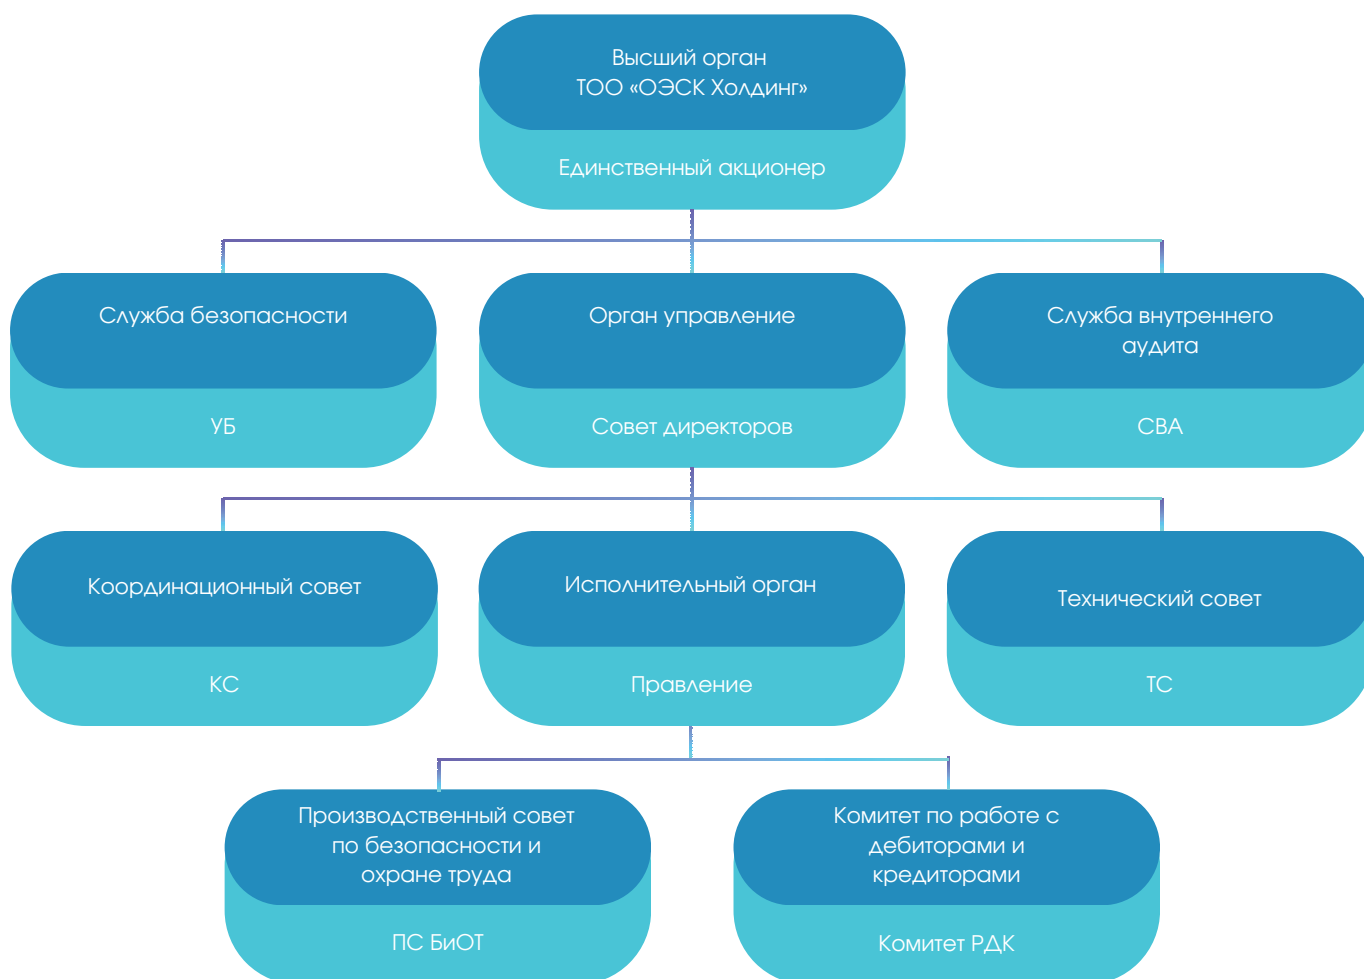 Высший орган
ТОО «ОЭСК Холдинг»
Единственный акционер
Служба безопасности
УБ
Орган управление
Совет директоров
Служба внутреннего
аудита
СВА
Координационный совет
КС
Исполнительный орган
Правление
Технический совет
ТС
Производственный совет
по безопасности и
охране труда
ПС БиОТ
Комитет по работе с
дебиторами и
кредиторами
Комитет РДК